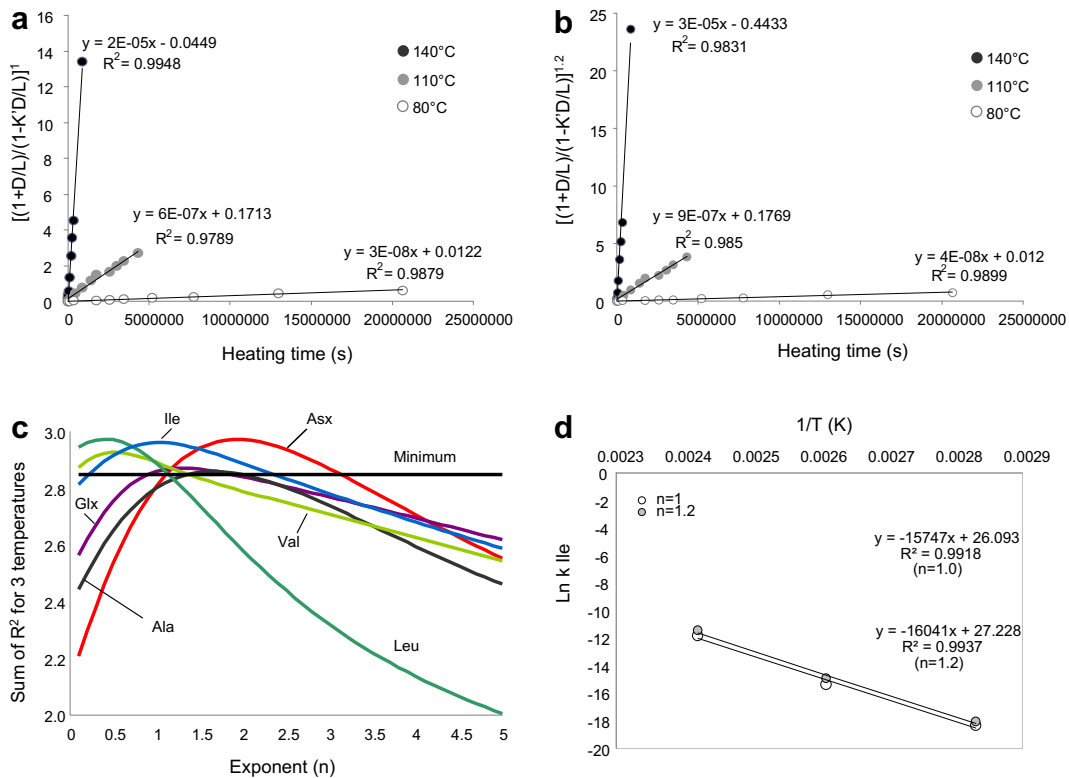 a
[(1+D/L)/(1-K'D/L)]¹
16
14
12
10
8
6
4
2
0
y = 2E-05x - 0.0449
R² = 0.9948
140°C
110°C
80°C
y = 6E-07x + 0.1713
R² = 0.9789
y = 3E-08x + 0.0122
R² = 0.9879
0 5000000 10000000 15000000 20000000 25000000
Heating time (s)
b
[(1+D/L)/(1-K'D/L)]¹·²
25
20
15
10
5
0
y = 3E-05x - 0.4433
R² = 0.9831
140°C
110°C
80°C
y = 9E-07x + 0.1769
R² = 0.985
y = 4E-08x + 0.012
R² = 0.9899
0 5000000 10000000 15000000 20000000 25000000
Heating time (s)
c
Sum of R² for 3 temperatures
3.0
2.8
2.6
2.4
2.2
2.0
Ile
Asx
Minimum
Glx
Val
Ala
Leu
0 0.5 1 1.5 2 2.5 3 3.5 4 4.5 5
Exponent (n)
d
1/T (K)
0.0023 0.0024 0.0025 0.0026 0.0027 0.0028 0.0029
Ln k Ile
0
-2
-4
-6
-8
-10
-12
-14
-16
-18
-20
n=1
n=1.2
y = -15747x + 26.093
R² = 0.9918
(n=1.0)
y = -16041x + 27.228
R² = 0.9937
(n=1.2)